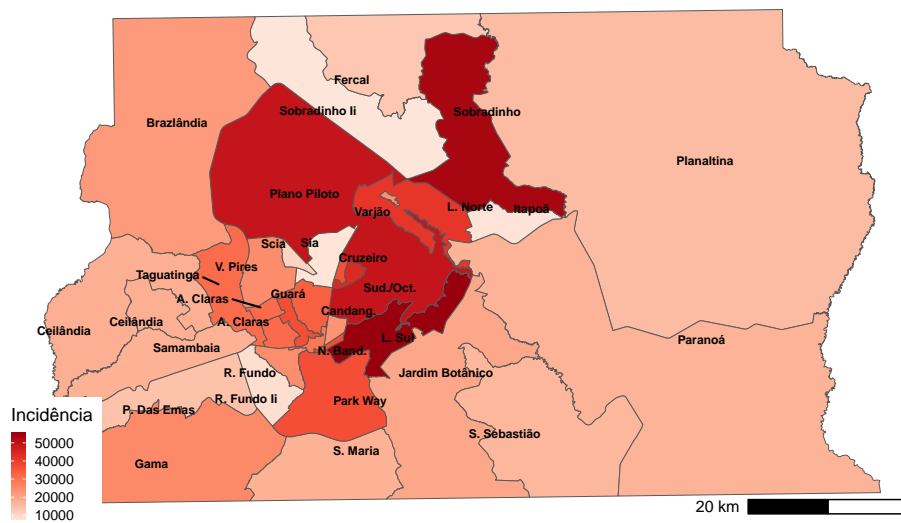 Fercal
Sobradinho Ii
Sobradinho
Brazlândia
Planaltina
Plano Piloto
Varjão
L. Norte
Itapoã
Scia
Sia
Cruzeiro
V. Pires
Taguatinga
Guará
Sud./Oct.
A. Claras
Candang.
A. Claras
Ceilândia
Ceilândia
L. Sul
Paranoá
Samambaia
N. Band.
R. Fundo
Jardim Botânico
R. Fundo Ii
Park Way
P. Das Emas
S. Sebastião
S. Maria
Gama
Incidência
50000
40000
30000
20000
10000
20 km